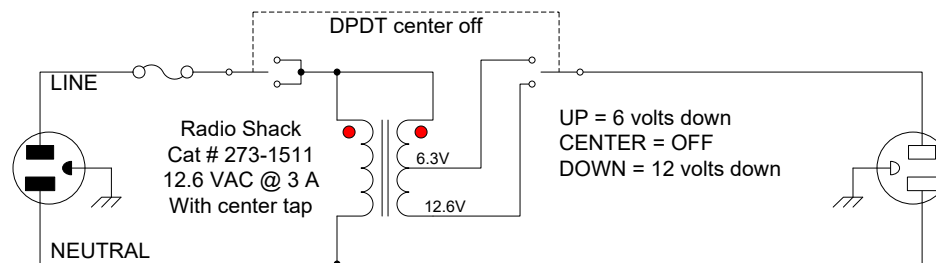 DPDT center off
LINE
Radio Shack
Cat # 273-1511
12.6 VAC @ 3 A
With center tap
6.3V
12.6V
UP = 6 volts down
CENTER = OFF
DOWN = 12 volts down
NEUTRAL